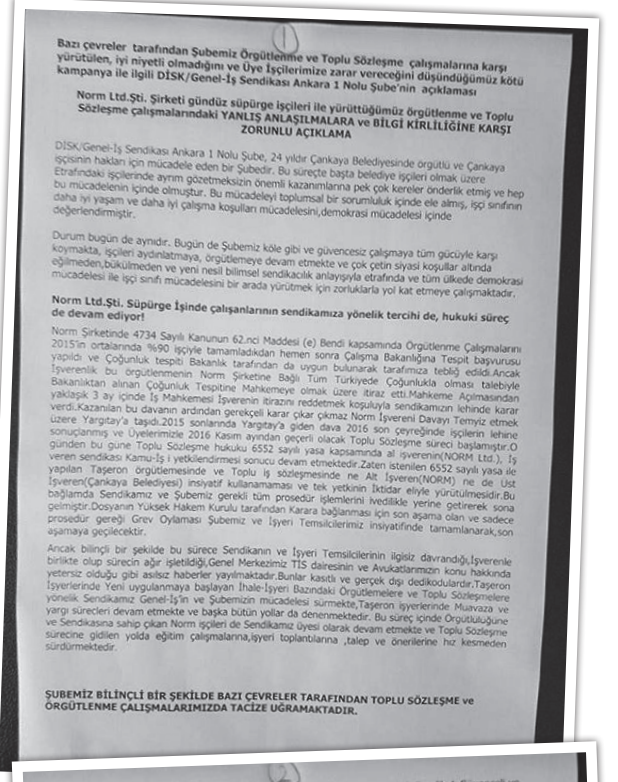 1
Bazı çevreler tarafından Şubemiz Örgütlenme ve Toplu Sözleşme çalışmalarına karşı
yürütülen, iyi niyetli olmadığını ve Üye İşçilerimize zarar vereceğini düşündüğümüz kötü
kampanya ile ilgili DİSK/Genel-İş Sendikası Ankara 1 Nolu Şube'nin açıklaması
Norm Ltd.Şti. Şirketi gündüz süpürge işçileri ile yürüttüğümüz örgütlenme ve Toplu
Sözleşme çalışmalarındaki YANLIŞ ANLAŞILMALARA ve BİLGİ KİRLİLİĞİNE KARŞI
ZORUNLU AÇIKLAMA
DİSK/Genel-İş Sendikası Ankara 1 Nolu Şube, 24 yıldır Çankaya Belediyesinde örgütlü ve Çankaya
işçisinin hakları için mücadele eden bir Şubedir. Bu süreçte başta belediye işçileri olmak üzere
Etrafındaki işçilerinde ayrım gözetmeksizin önemli kazanımlarına pek çok kereler önderlik etmiş ve hep
bu mücadelenin içinde olmuştur. Bu mücadeleyi toplumsal bir sorumluluk içinde ele almış, işçi sınıfının
daha iyi yaşam ve daha iyi çalışma koşulları mücadelesini,demokrasi mücadelesi içinde
değerlendirmiştir.
Durum bugün de aynıdır. Bugün de Şubemiz köle gibi ve güvencesiz çalışmaya tüm gücüyle karşı
koymakta, işçileri aydınlatmaya, örgütlemeye devam etmekte ve çok çetin siyasi koşullar altında
eğilmeden,bükülmeden ve yeni nesil bilimsel sendikacılık anlayışıyla etrafında ve tüm ülkede demokrasi
mücadelesi ile işçi sınıfı mücadelesini bir arada yürütmek için zorluklarla yol kat etmeye çalışmaktadır.
Norm Ltd.Şti. Süpürge İşinde çalışanlarının sendikamıza yönelik tercihi de, hukuki süreç
de devam ediyor!
Norm Şirketinde 4734 Sayılı Kanunun 62.nci Maddesi (e) Bendi kapsamında Örgütlenme Çalışmalarını
2015'in ortalarında %90 işçiyle tamamladıkdan hemen sonra Çalışma Bakanlığına Tespit başvurusu
yapıldı ve Çoğunluk tespiti Bakanlık tarafından da uygun bulunarak tarafımıza tebliğ edildi.Ancak
İşverenlik bu örgütlenmenin Norm Şirketine Bağlı Tüm Türkiyede Çoğunlukla olması talebiyle
Bakanlıktan alınan Çoğunluk Tespitine Mahkemeye olmak üzere itiraz etti.Mahkeme Açılmasından
yaklaşık 3 ay içinde İş Mahkemesi İşverenin itirazını reddetmek koşuluyla sendikamızın lehinde karar
verdi.Kazanılan bu davanın ardından gerekçeli karar çıkar çıkmaz Norm İşvereni Davayı Temyiz etmek
üzere Yargıtay'a taşıdı.2015 sonlarında Yargıtay'a giden dava 2016 son çeyreğinde işçilerin lehine
sonuçlanmış ve Üyelerimizle 2016 Kasım ayından geçerli olacak Toplu Sözleşme süreci başlamıştır.O
günden bu güne Toplu Sözleşme hukuku 6552 sayılı yasa kapsamında al işverenin(NORM Ltd.), İş
veren sendikası Kamu-İş i yetkilendirmesi sonucu devam etmektedir.Zaten istenilen 6552 sayılı yasa ile
yapılan Taşeron örgütlemesinde ve Toplu iş sözleşmesinde ne Alt İşveren(NORM) ne de Üst
İşveren(Çankaya Belediyesi) insiyatif kullanamaması ve tek yetkinin İktidar eliyle yürütülmesidir.Bu
bağlamda Sendikamız ve Şubemiz gerekli tüm prosedür işlemlerini ivedilikle yerine getirerek sona
gelmiştir.Dosyanın Yüksek Hakem Kurulu tarafından Karara bağlanması için son aşama olan ve sadece
prosedür gereği Grev Oylaması Şubemiz ve İşyeri Temsilcilerimiz insiyatifinde tamamlanarak,son
aşamaya geçilecektir.
Ancak bilinçli bir şekilde bu sürece Sendikanın ve İşyeri Temsilcilerinin ilgisiz davrandığı,İşverenle
birlikte olup sürecin ağır işletildiği,Genel Merkezimiz TİS dairesinin ve Avukatlarımızın konu hakkında
yetersiz olduğu gibi asılsız haberler yayılmaktadır.Bunlar kasıtlı ve gerçek dışı dedikodulardır.Taşeron
İşyerlerinde Yeni uygulanmaya başlayan İhale-İşyeri Bazındaki Örgütlemelere ve Toplu Sözleşmelere
yönelik Sendikamız Genel-İş'in ve Şubemizin mücadelesi sürmekte,Taşeron işyerlerinde Muavaza ve
yargı süreçleri devam etmekte ve başka bütün yollar da denenmektedir. Bu süreç içinde Örgütlülüğüne
ve Sendikasına sahip çıkan Norm işçileri de Sendikamız üyesi olarak devam etmekte ve Toplu Sözleşme
sürecine gidilen yolda eğitim çalışmalarına,işyeri toplantılarına ,talep ve önerilerine hız kesmeden
sürdürmektedir.
ŞUBEMİZ BİLİNÇLİ BİR ŞEKİLDE BAZI ÇEVRELER TARAFINDAN TOPLU SÖZLEŞME ve
ÖRGÜTLENME ÇALIŞMALARIMIZDA TACİZE UĞRAMAKTADIR.
2